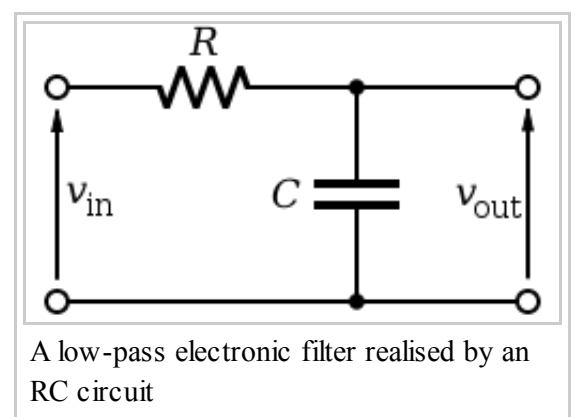 R
v_in
C
v_out
A low-pass electronic filter realised by an
RC circuit